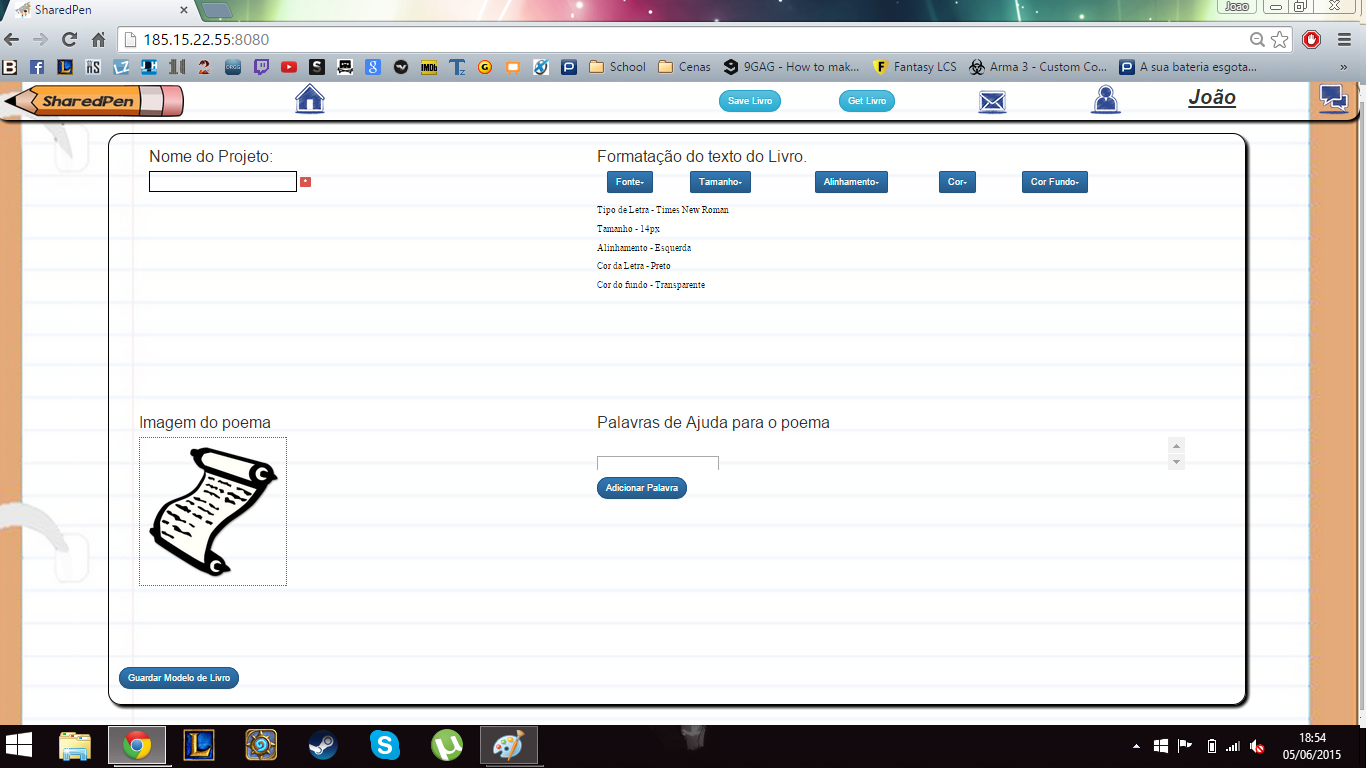 SharedPen
Joao
185.15.22.55:8080
School
Cenas
9GAG - How to mak...
Fantasy LCS
Arma 3 - Custom Co...
A sua bateria esgota...
»
SharedPen
Save Livro
Get Livro
João
Nome do Projeto:
*
Formatação do texto do Livro.
Fonte-
Tamanho-
Alinhamento-
Cor-
Cor Fundo-
Tipo de Letra - Times New Roman
Tamanho - 14px
Alinhamento - Esquerda
Cor da Letra - Preto
Cor do fundo - Transparente
Imagem do poema
Palavras de Ajuda para o poema
Adicionar Palavra
Guardar Modelo de Livro
18:54
05/06/2015